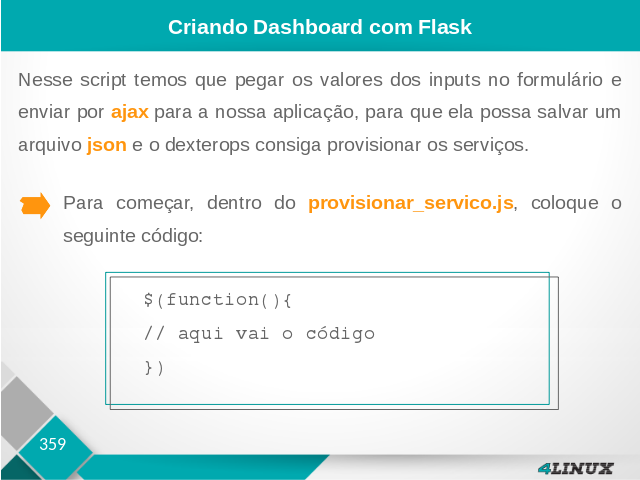 Criando Dashboard com Flask
Nesse script temos que pegar os valores dos inputs no formulário e
enviar por ajax para a nossa aplicação, para que ela possa salvar um
arquivo json e o dexterops consiga provisionar os serviços.
Para começar, dentro do provisionar_servico.js, coloque o
seguinte código:
$(function(){
// aqui vai o código
})
359
4LINUX